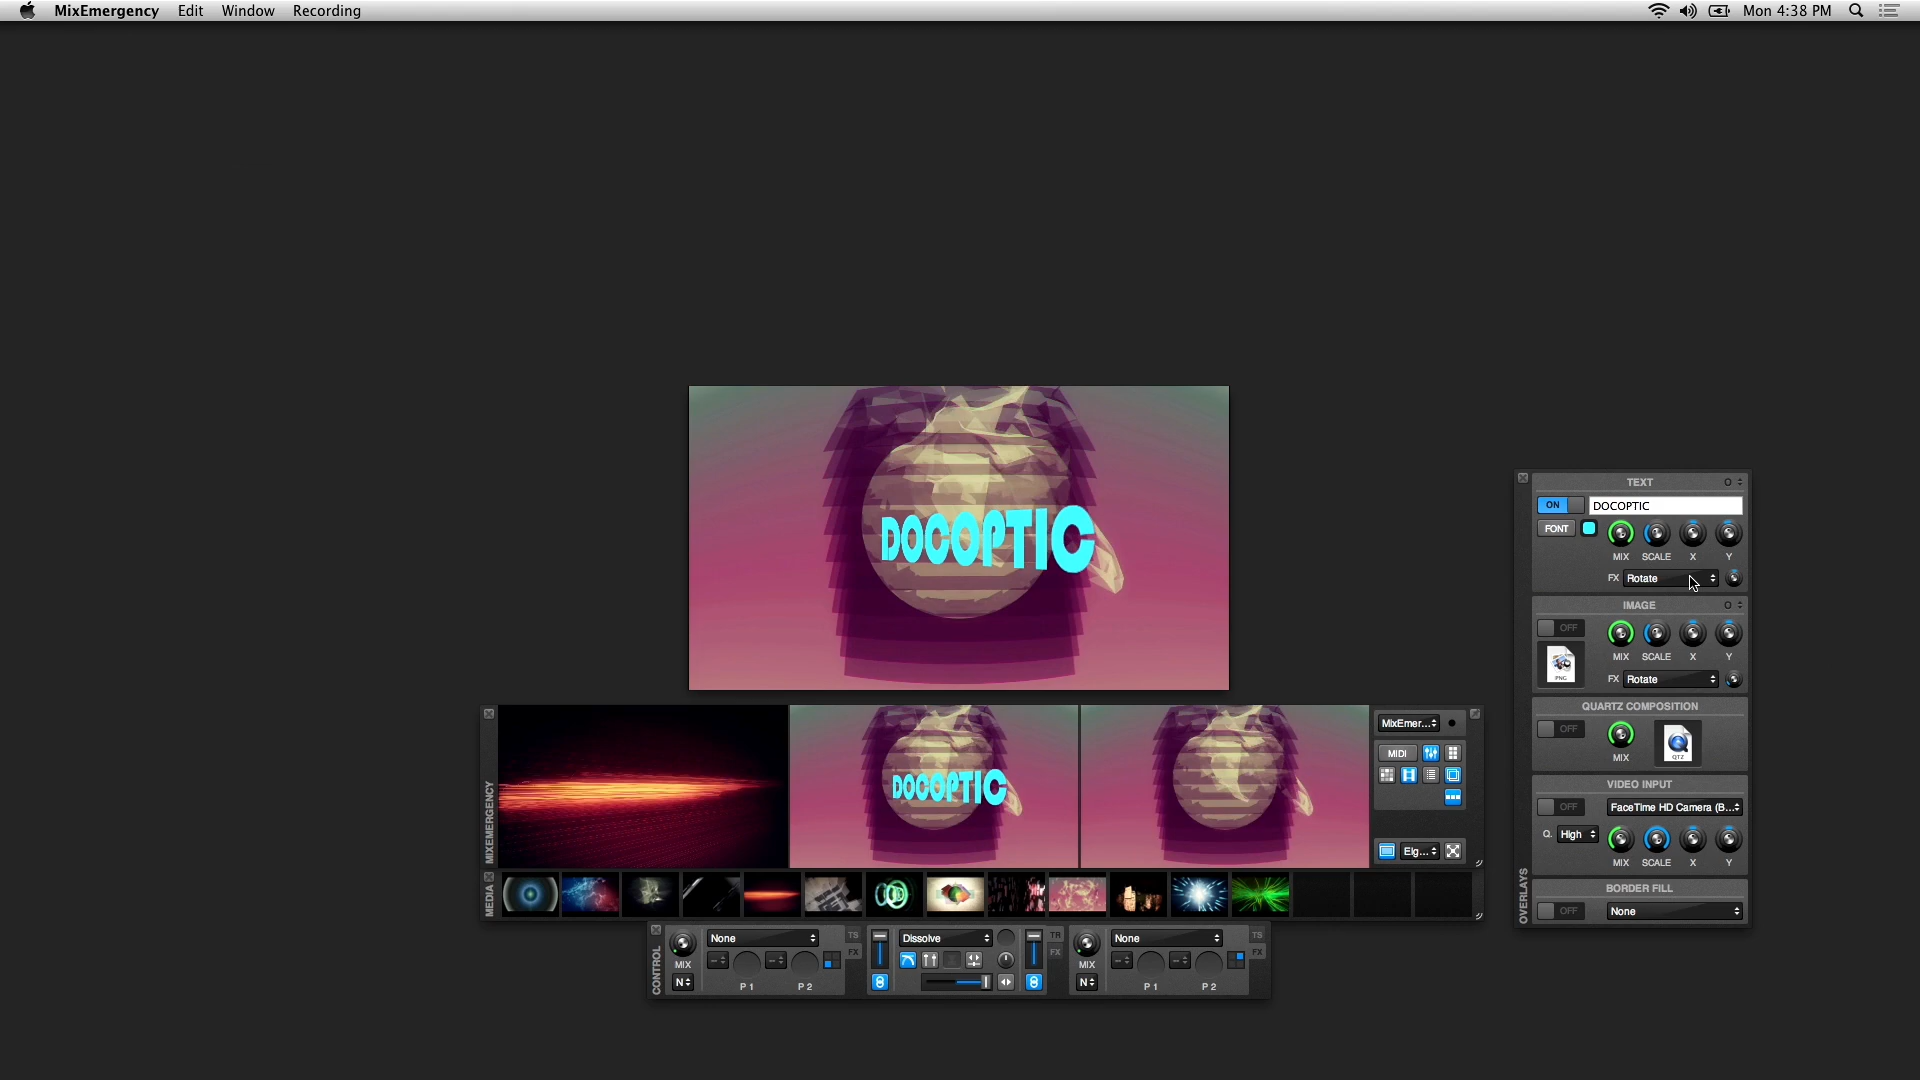 MixEmergency Edit Window Recording Mon 4:38 PM
DOCOPTIC
TEXT
ON DOCOPTIC
FONT
MIX SCALE X Y
FX Rotate
IMAGE
OFF
MIX SCALE X Y
PNG FX Rotate
QUARTZ COMPOSITION
OFF
MIX QTZ
VIDEO INPUT
OFF FaceTime HD Camera (B...
Q. High
MIX SCALE X Y
BORDER FILL
OFF None
OVERLAYS
MIXEMERGENCY
DOCOPTIC
MixEmer...
MIDI
Elg...
MEDIA
CONTROL
None TS Dissolve TR None TS
FX FX FX
MIX MIX
N P 1 P 2 N P 1 P 2